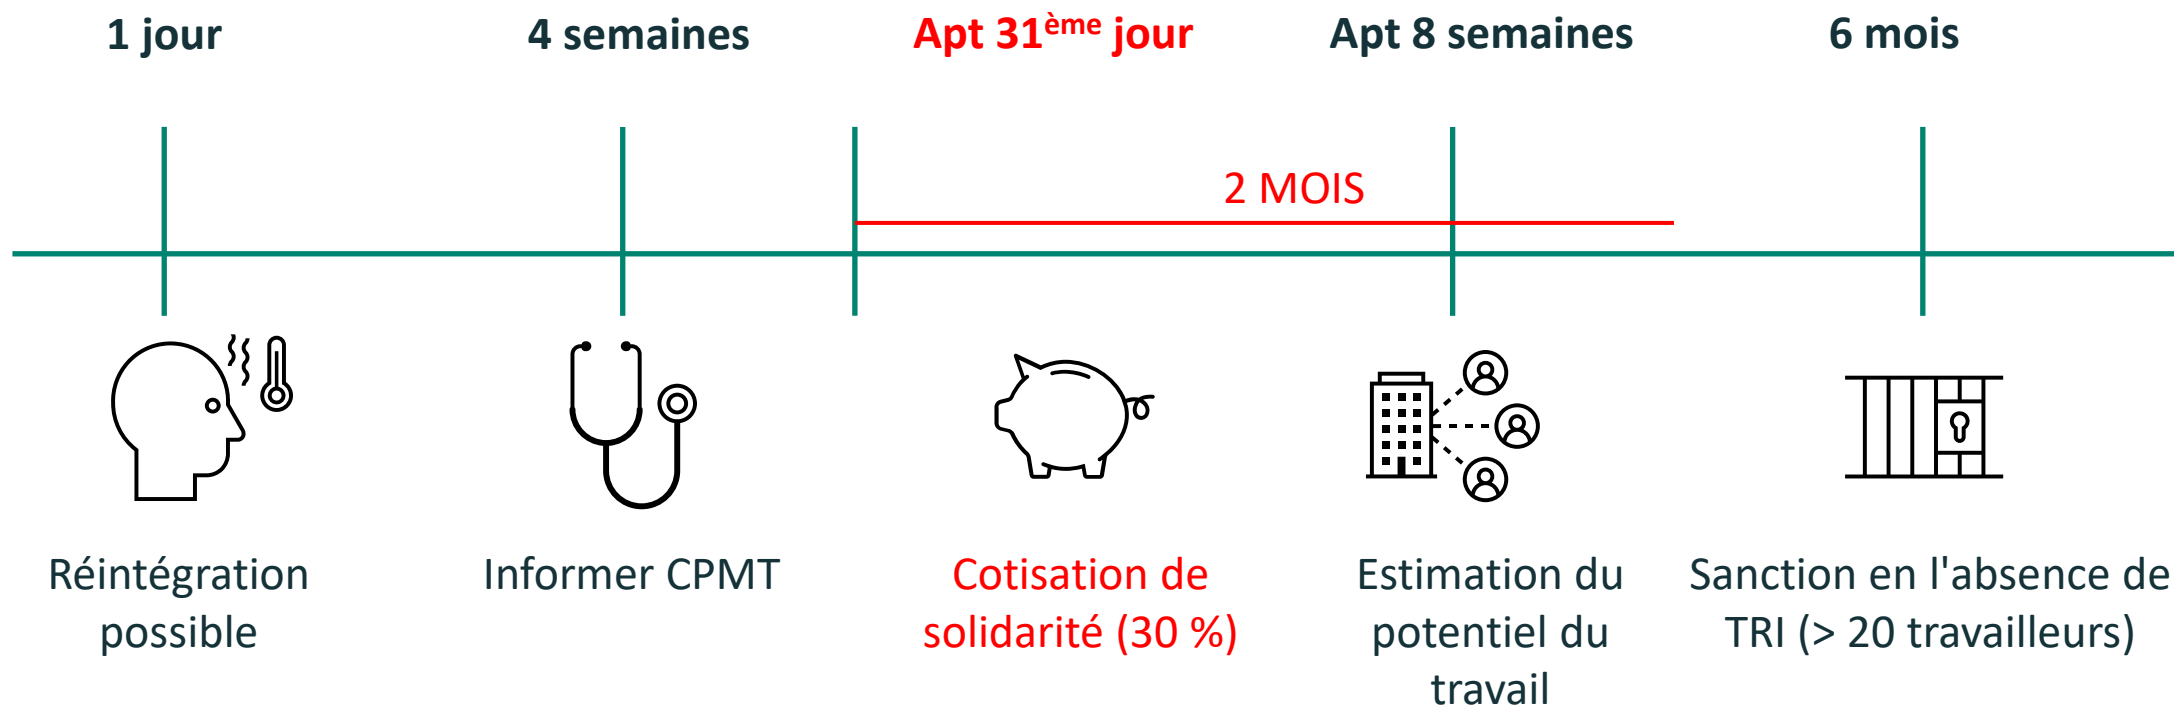 1 jour
4 semaines
Apt 31ème jour
Apt 8 semaines
6 mois
2 MOIS
Réintégration
possible
Informer CPMT
Cotisation de
solidarité (30 %)
Estimation du
potentiel du
travail
Sanction en l'absence de
TRI (> 20 travailleurs)